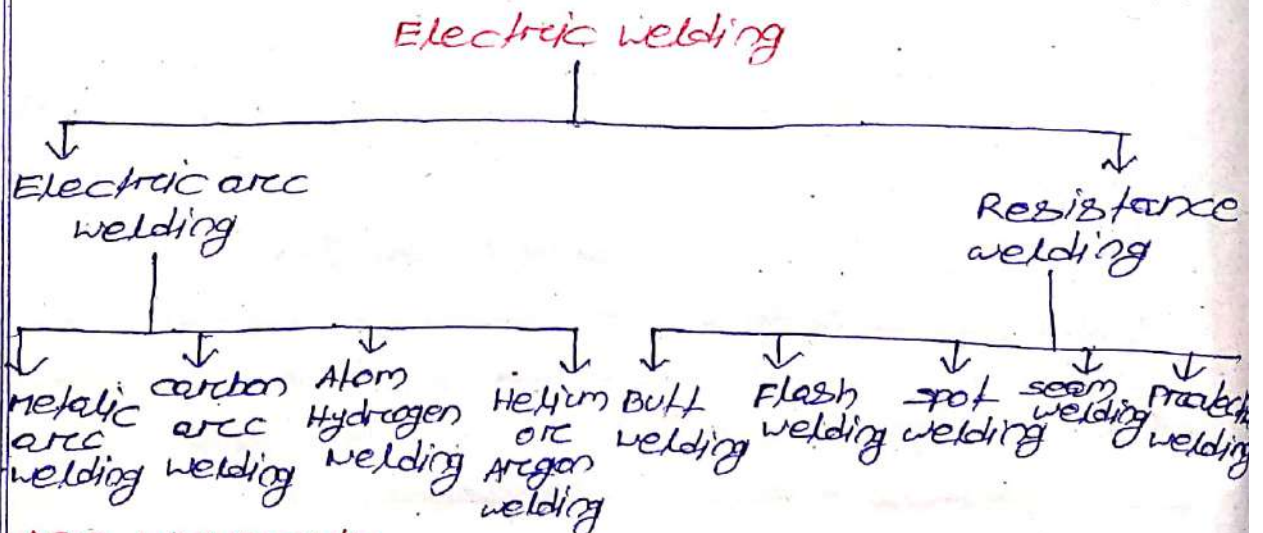 Electric welding
Electric arc
welding
Resistance
welding
Metalic
arc
welding
carbon
arc
welding
Atom
Hydrogen
welding
Helium
or
Argon
welding
Butt
welding
Flash
welding
spot
welding
seam
welding
welding